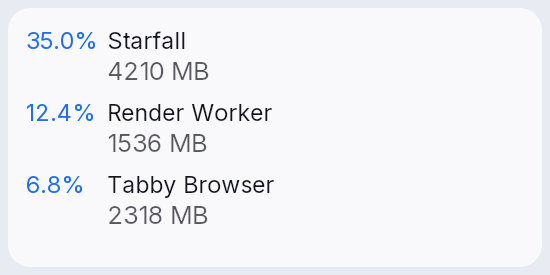 35.0% Starfall
4210 MB
12.4% Render Worker
1536 MB
6.8% Tabby Browser
2318 MB